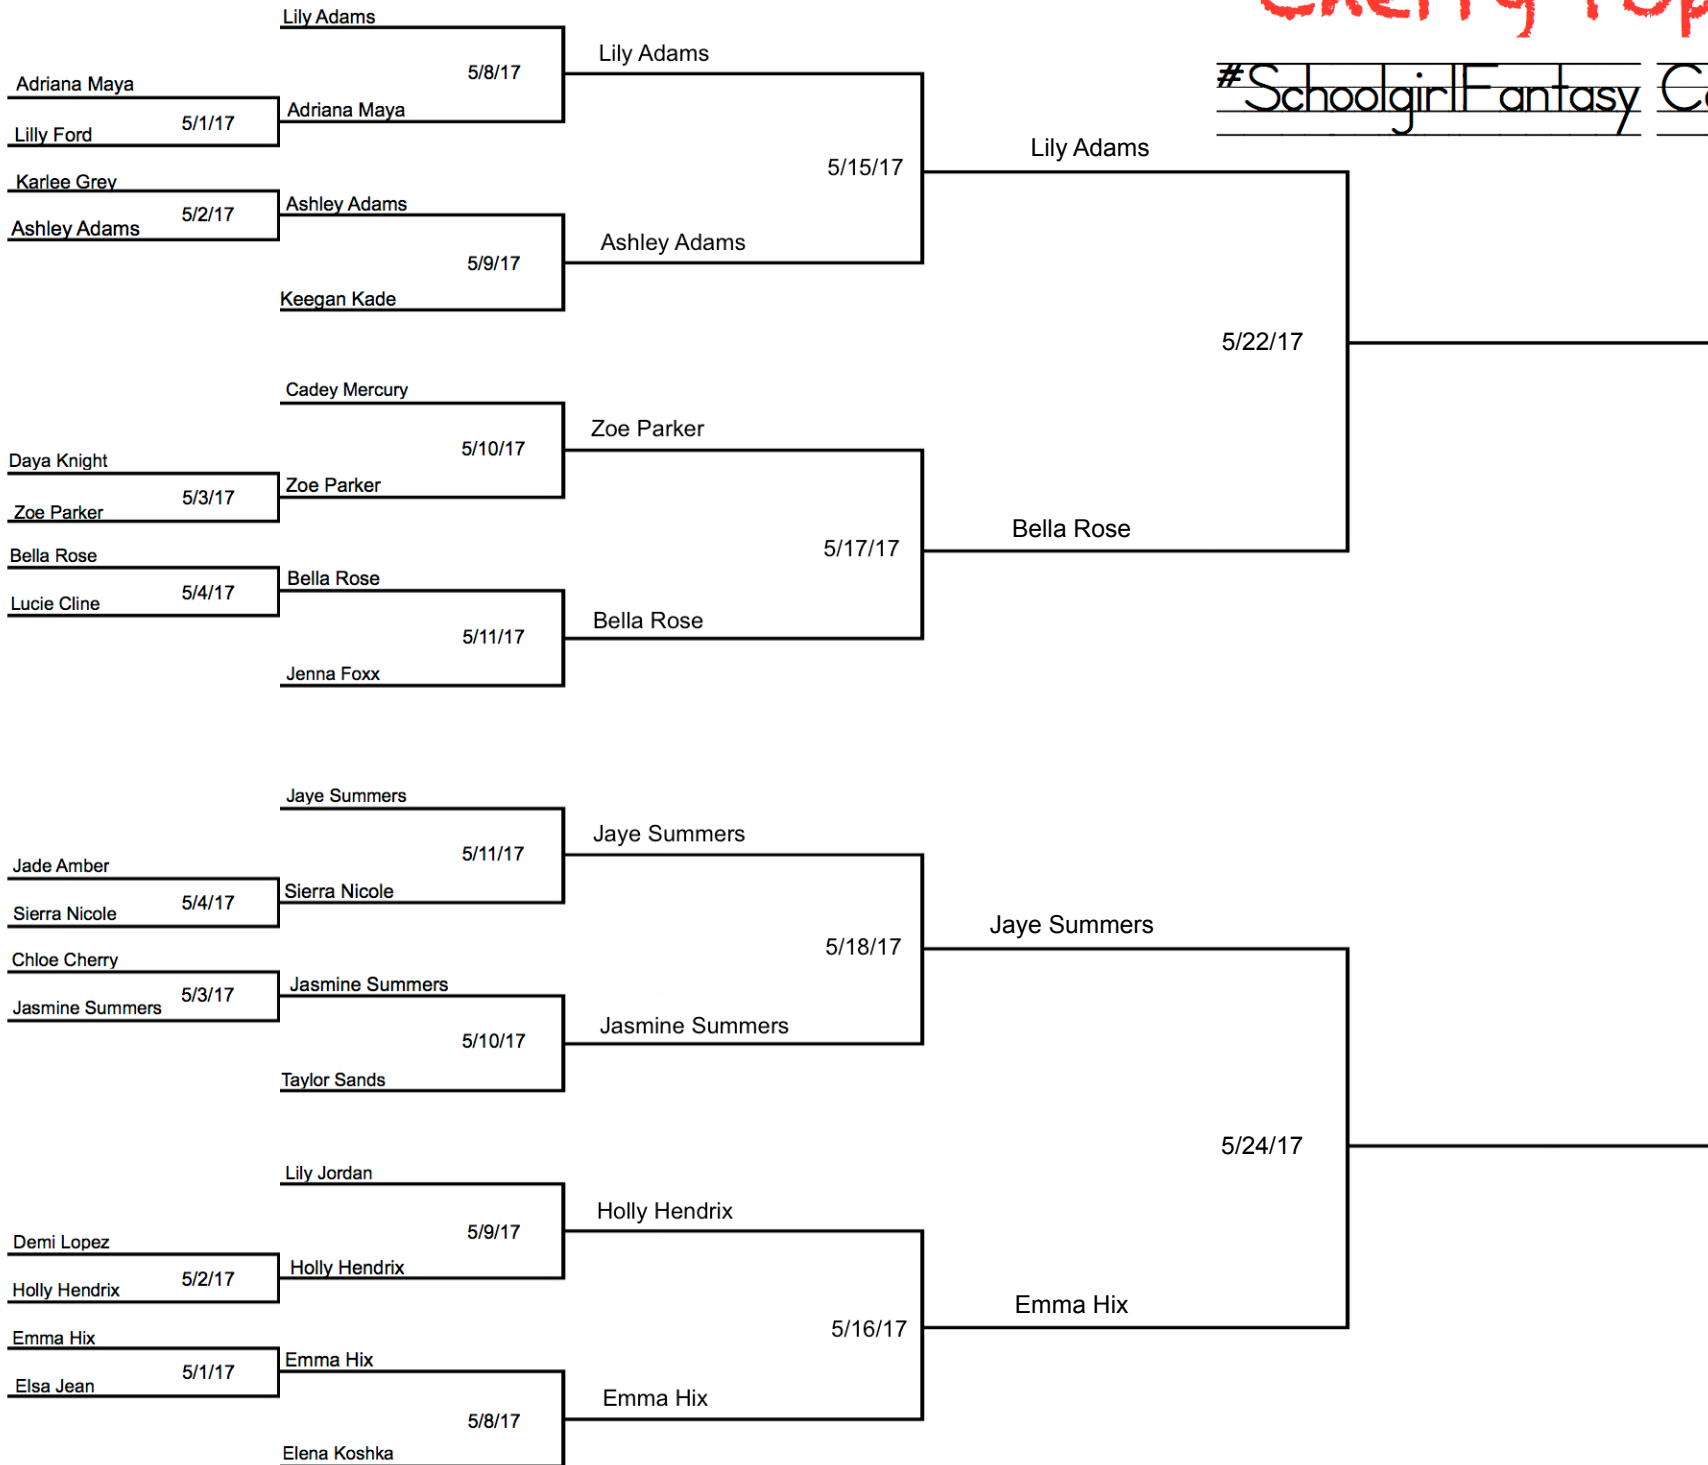 Cherry Pop
#SchoolgirlFantasy
Lily Adams
5/8/17
Lily Adams
Adriana Maya
5/1/17
Adriana Maya
Lilly Ford
5/15/17
Lily Adams
Karlee Grey
5/2/17
Ashley Adams
Ashley Adams
5/9/17
Ashley Adams
Keegan Kade
5/22/17
Cadey Mercury
5/10/17
Zoe Parker
Daya Knight
5/3/17
Zoe Parker
Zoe Parker
5/17/17
Bella Rose
Bella Rose
5/4/17
Bella Rose
Lucie Cline
5/11/17
Bella Rose
Jenna Foxx
Jaye Summers
5/11/17
Jaye Summers
Jade Amber
5/4/17
Sierra Nicole
Sierra Nicole
5/18/17
Jaye Summers
Chloe Cherry
5/3/17
Jasmine Summers
Jasmine Summers
5/10/17
Jasmine Summers
Taylor Sands
5/24/17
Lily Jordan
5/9/17
Holly Hendrix
Demi Lopez
5/2/17
Holly Hendrix
Holly Hendrix
5/16/17
Emma Hix
Emma Hix
5/1/17
Emma Hix
Elsa Jean
5/8/17
Emma Hix
Elena Koshka